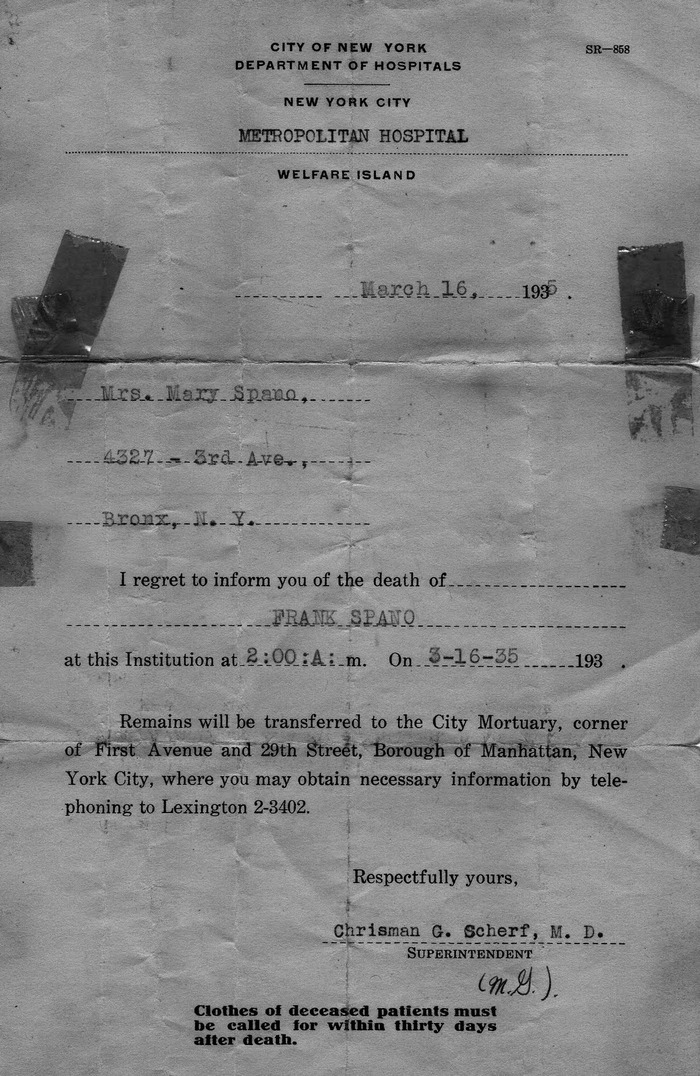 CITY OF NEW YORK
SR—858
DEPARTMENT OF HOSPITALS
NEW YORK CITY
METROPOLITAN HOSPITAL
WELFARE ISLAND
March 16, 1935.
Mrs. Mary Spano,
4327 - 3rd Ave.,
Bronx, N. Y.
I regret to inform you of the death of
FRANK SPANO
at this Institution at 2:00:A: m. On 3-16-35 193 .
Remains will be transferred to the City Mortuary, corner
of First Avenue and 29th Street, Borough of Manhattan, New
York City, where you may obtain necessary information by tele-
phoning to Lexington 2-3402.
Respectfully yours,
Chrisman G. Scherf, M. D.
SUPERINTENDENT
(M.G.).
Clothes of deceased patients must
be called for within thirty days
after death.